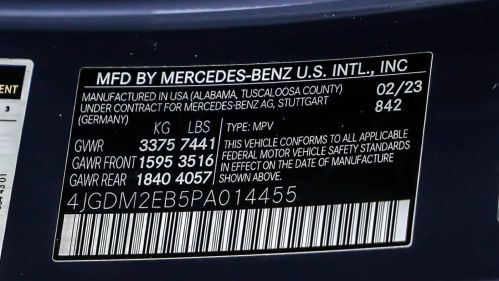 MFD BY MERCEDES-BENZ U.S. INTL., INC
MANUFACTURED IN USA (ALABAMA, TUSCALOOSA COUNTY) 02/23
UNDER CONTRACT FOR MERCEDES-BENZ AG, STUTTGART 842
(GERMANY)
KG LBS TYPE: MPV
GVWR 3375 7441
GAWR FRONT 1595 3516
GAWR REAR 1840 4057
THIS VEHICLE CONFORMS TO ALL APPLICABLE
FEDERAL MOTOR VEHICLE SAFETY STANDARDS
IN EFFECT ON THE DATE OF MANUFACTURE
SHOWN ABOVE.
4JGDM2EB5PA014455
ENT
3